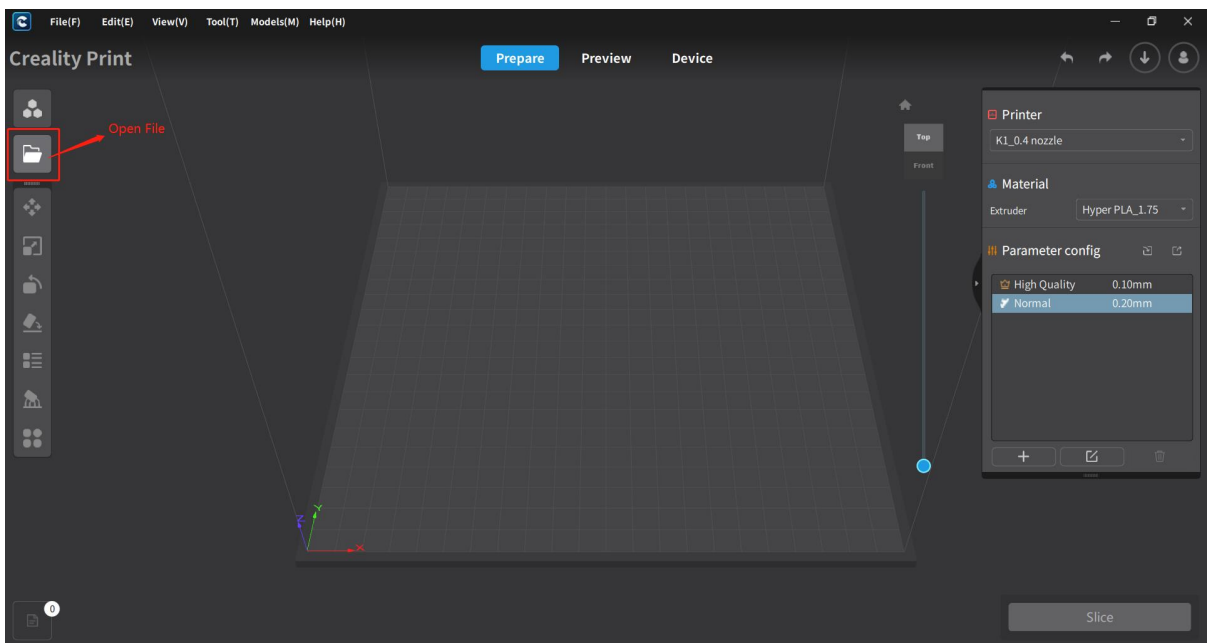 File(F) Edit(E) View(V) Tool(T) Models(M) Help(H)
Creality Print
Prepare Preview Device
Open File
Top
Front
Printer
K1_0.4 nozzle
Material
Extruder Hyper PLA_1.75
Parameter config
High Quality 0.10mm
Normal 0.20mm
Z
Y
X
0
Slice